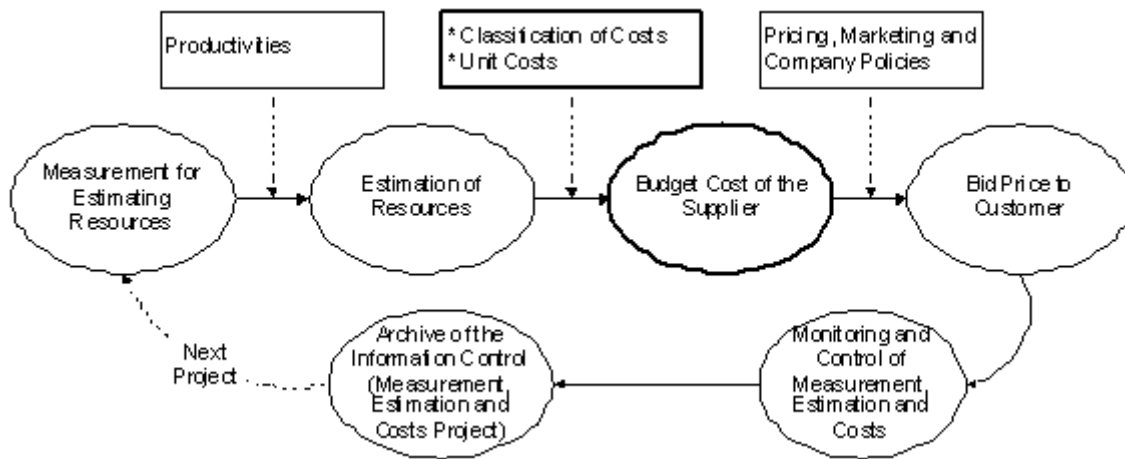 Productivities
* Classification of Costs
* Unit Costs
Pricing, Marketing and
Company Policies
Measurement for
Estimating
Resources
Estimation of
Resources
Budget Cost of the
Supplier
Bid Price to
Customer
Next
Project
Archive of the
Information Control
(Measurement,
Estimation and
Costs Project)
Monitoring and
Control of
Measurement,
Estimation and
Costs